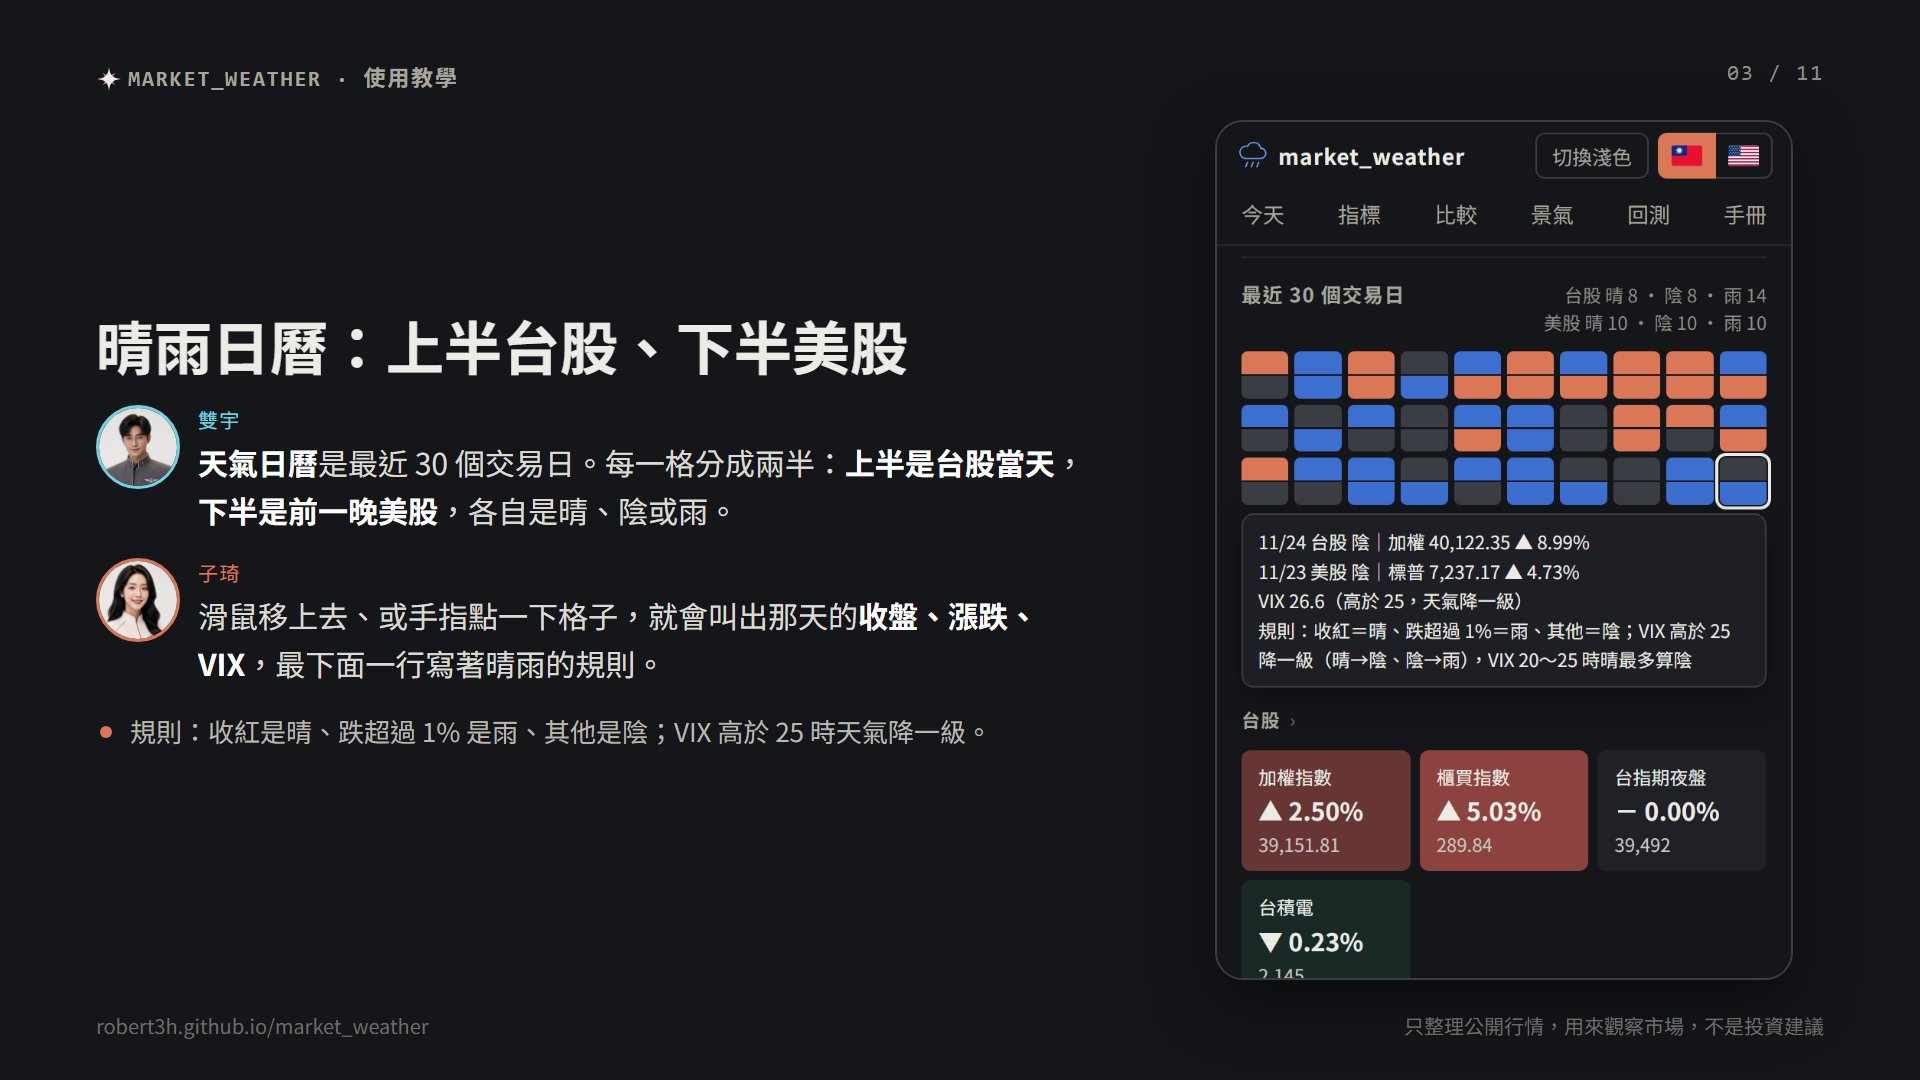 MARKET_WEATHER · 使用教學
03 / 11
晴雨日曆：上半台股、下半美股
雙宇
天氣日曆是最近 30 個交易日。每一格分成兩半：上半是台股當天，
下半是前一晚美股，各自是晴、陰或雨。
子琦
滑鼠移上去、或手指點一下格子，就會叫出那天的收盤、漲跌、
VIX，最下面一行寫著晴雨的規則。
規則：收紅是晴、跌超過 1% 是雨、其他是陰；VIX 高於 25 時天氣降一級。
market_weather
切換淺色
今天 指標 比較 景氣 回測 手冊
最近 30 個交易日
台股 晴 8 · 陰 8 · 雨 14
美股 晴 10 · 陰 10 · 雨 10
11/24 台股 陰｜加權 40,122.35 ▲ 8.99%
11/23 美股 陰｜標普 7,237.17 ▲ 4.73%
VIX 26.6（高於 25，天氣降一級）
規則：收紅＝晴、跌超過 1%＝雨、其他＝陰；VIX 高於 25
降一級（晴→陰、陰→雨），VIX 20～25 時晴最多算陰
台股 ›
加權指數
▲ 2.50%
39,151.81
櫃買指數
▲ 5.03%
289.84
台指期夜盤
— 0.00%
39,492
台積電
▼ 0.23%
2,145
robert3h.github.io/market_weather
只整理公開行情，用來觀察市場，不是投資建議